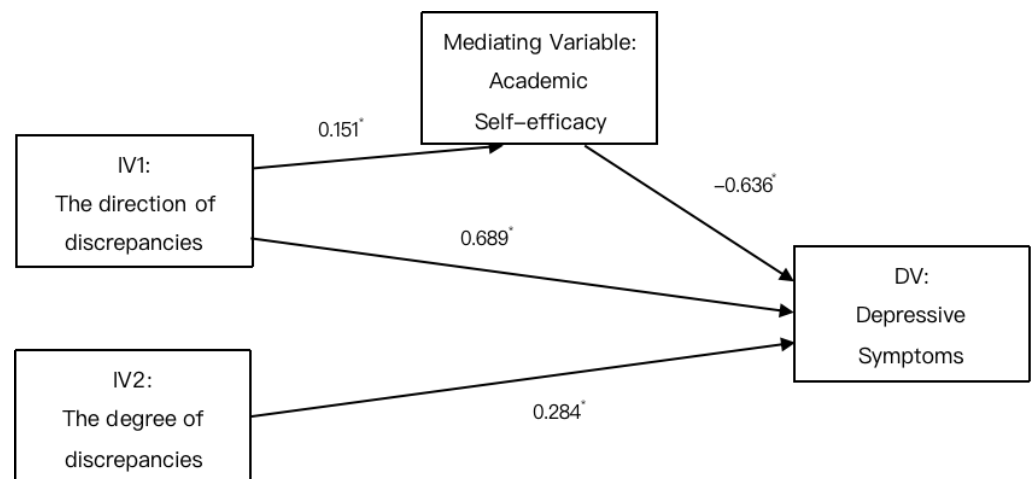 Mediating Variable:
Academic
Self–efficacy
0.151*
IV1:
The direction of
discrepancies
–0.636*
0.689*
DV:
Depressive
Symptoms
IV2:
The degree of
discrepancies
0.284*